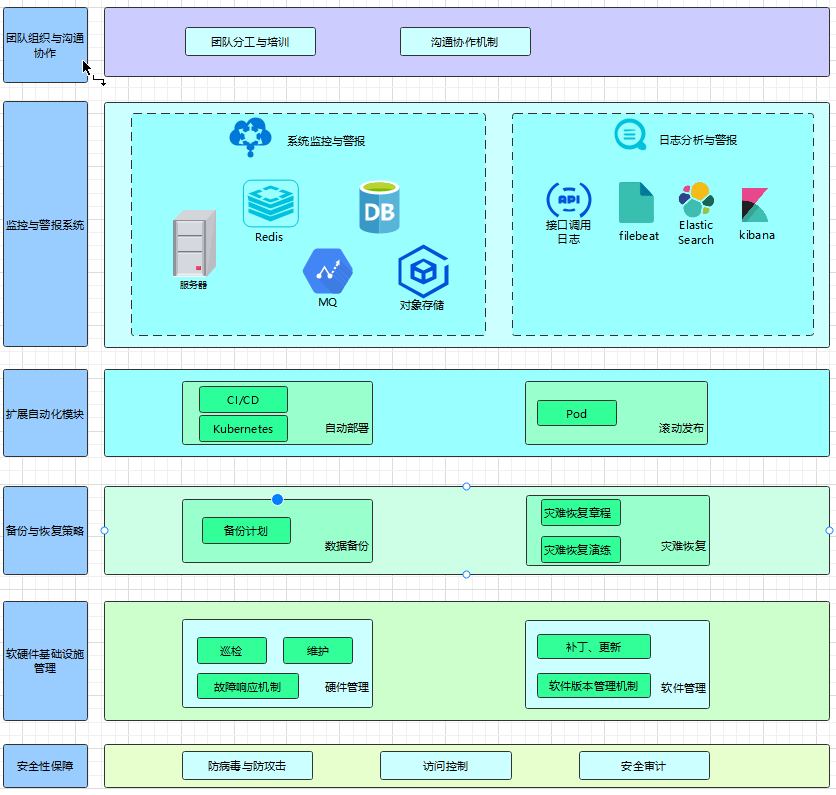 团队组织与沟通
协作
团队分工与培训
沟通协作机制
监控与警报系统
系统监控与警报
Redis
DB
服务器
MQ
对象存储
日志分析与警报
API
接口调用
日志
filebeat
Elastic
Search
kibana
扩展自动化模块
CI/CD
Kubernetes
自动部署
Pod
滚动发布
备份与恢复策略
备份计划
数据备份
灾难恢复章程
灾难恢复演练
灾难恢复
软硬件基础设施
管理
巡检
维护
故障响应机制
硬件管理
补丁、更新
软件版本管理机制
软件管理
安全性保障
防病毒与防攻击
访问控制
安全审计